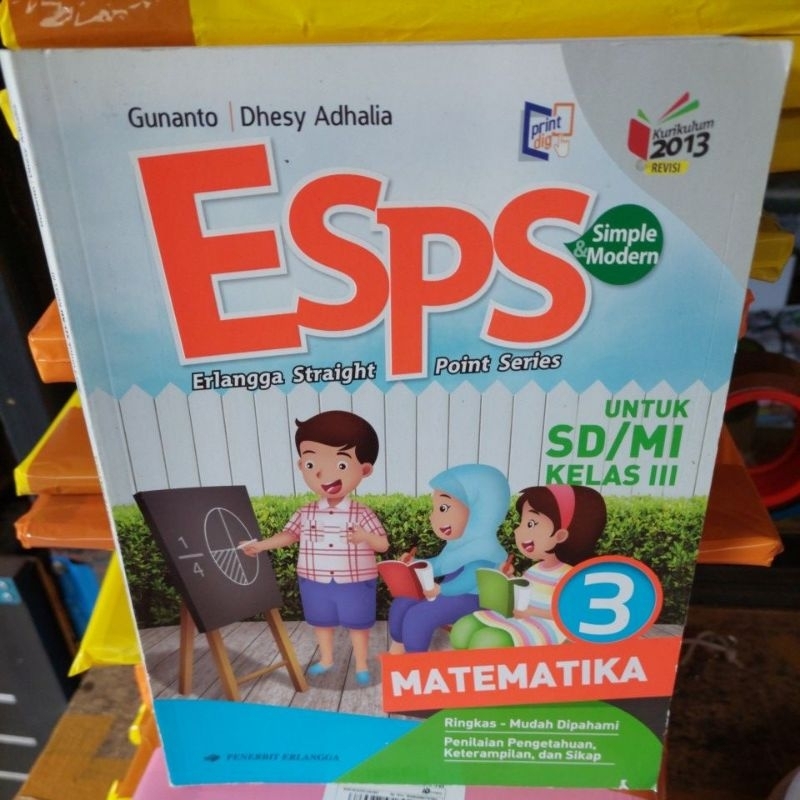 Gunanto | Dhesy Adhalia
print
dig
Kurikulum
2013
REVISI
ESPS
Simple
& Modern
Erlangga Straight Point Series
UNTUK
SD/MI
KELAS III
1/4
3
MATEMATIKA
Ringkas - Mudah Dipahami
Penilaian Pengetahuan,
Keterampilan, dan Sikap
PENERBIT ERLANGGA